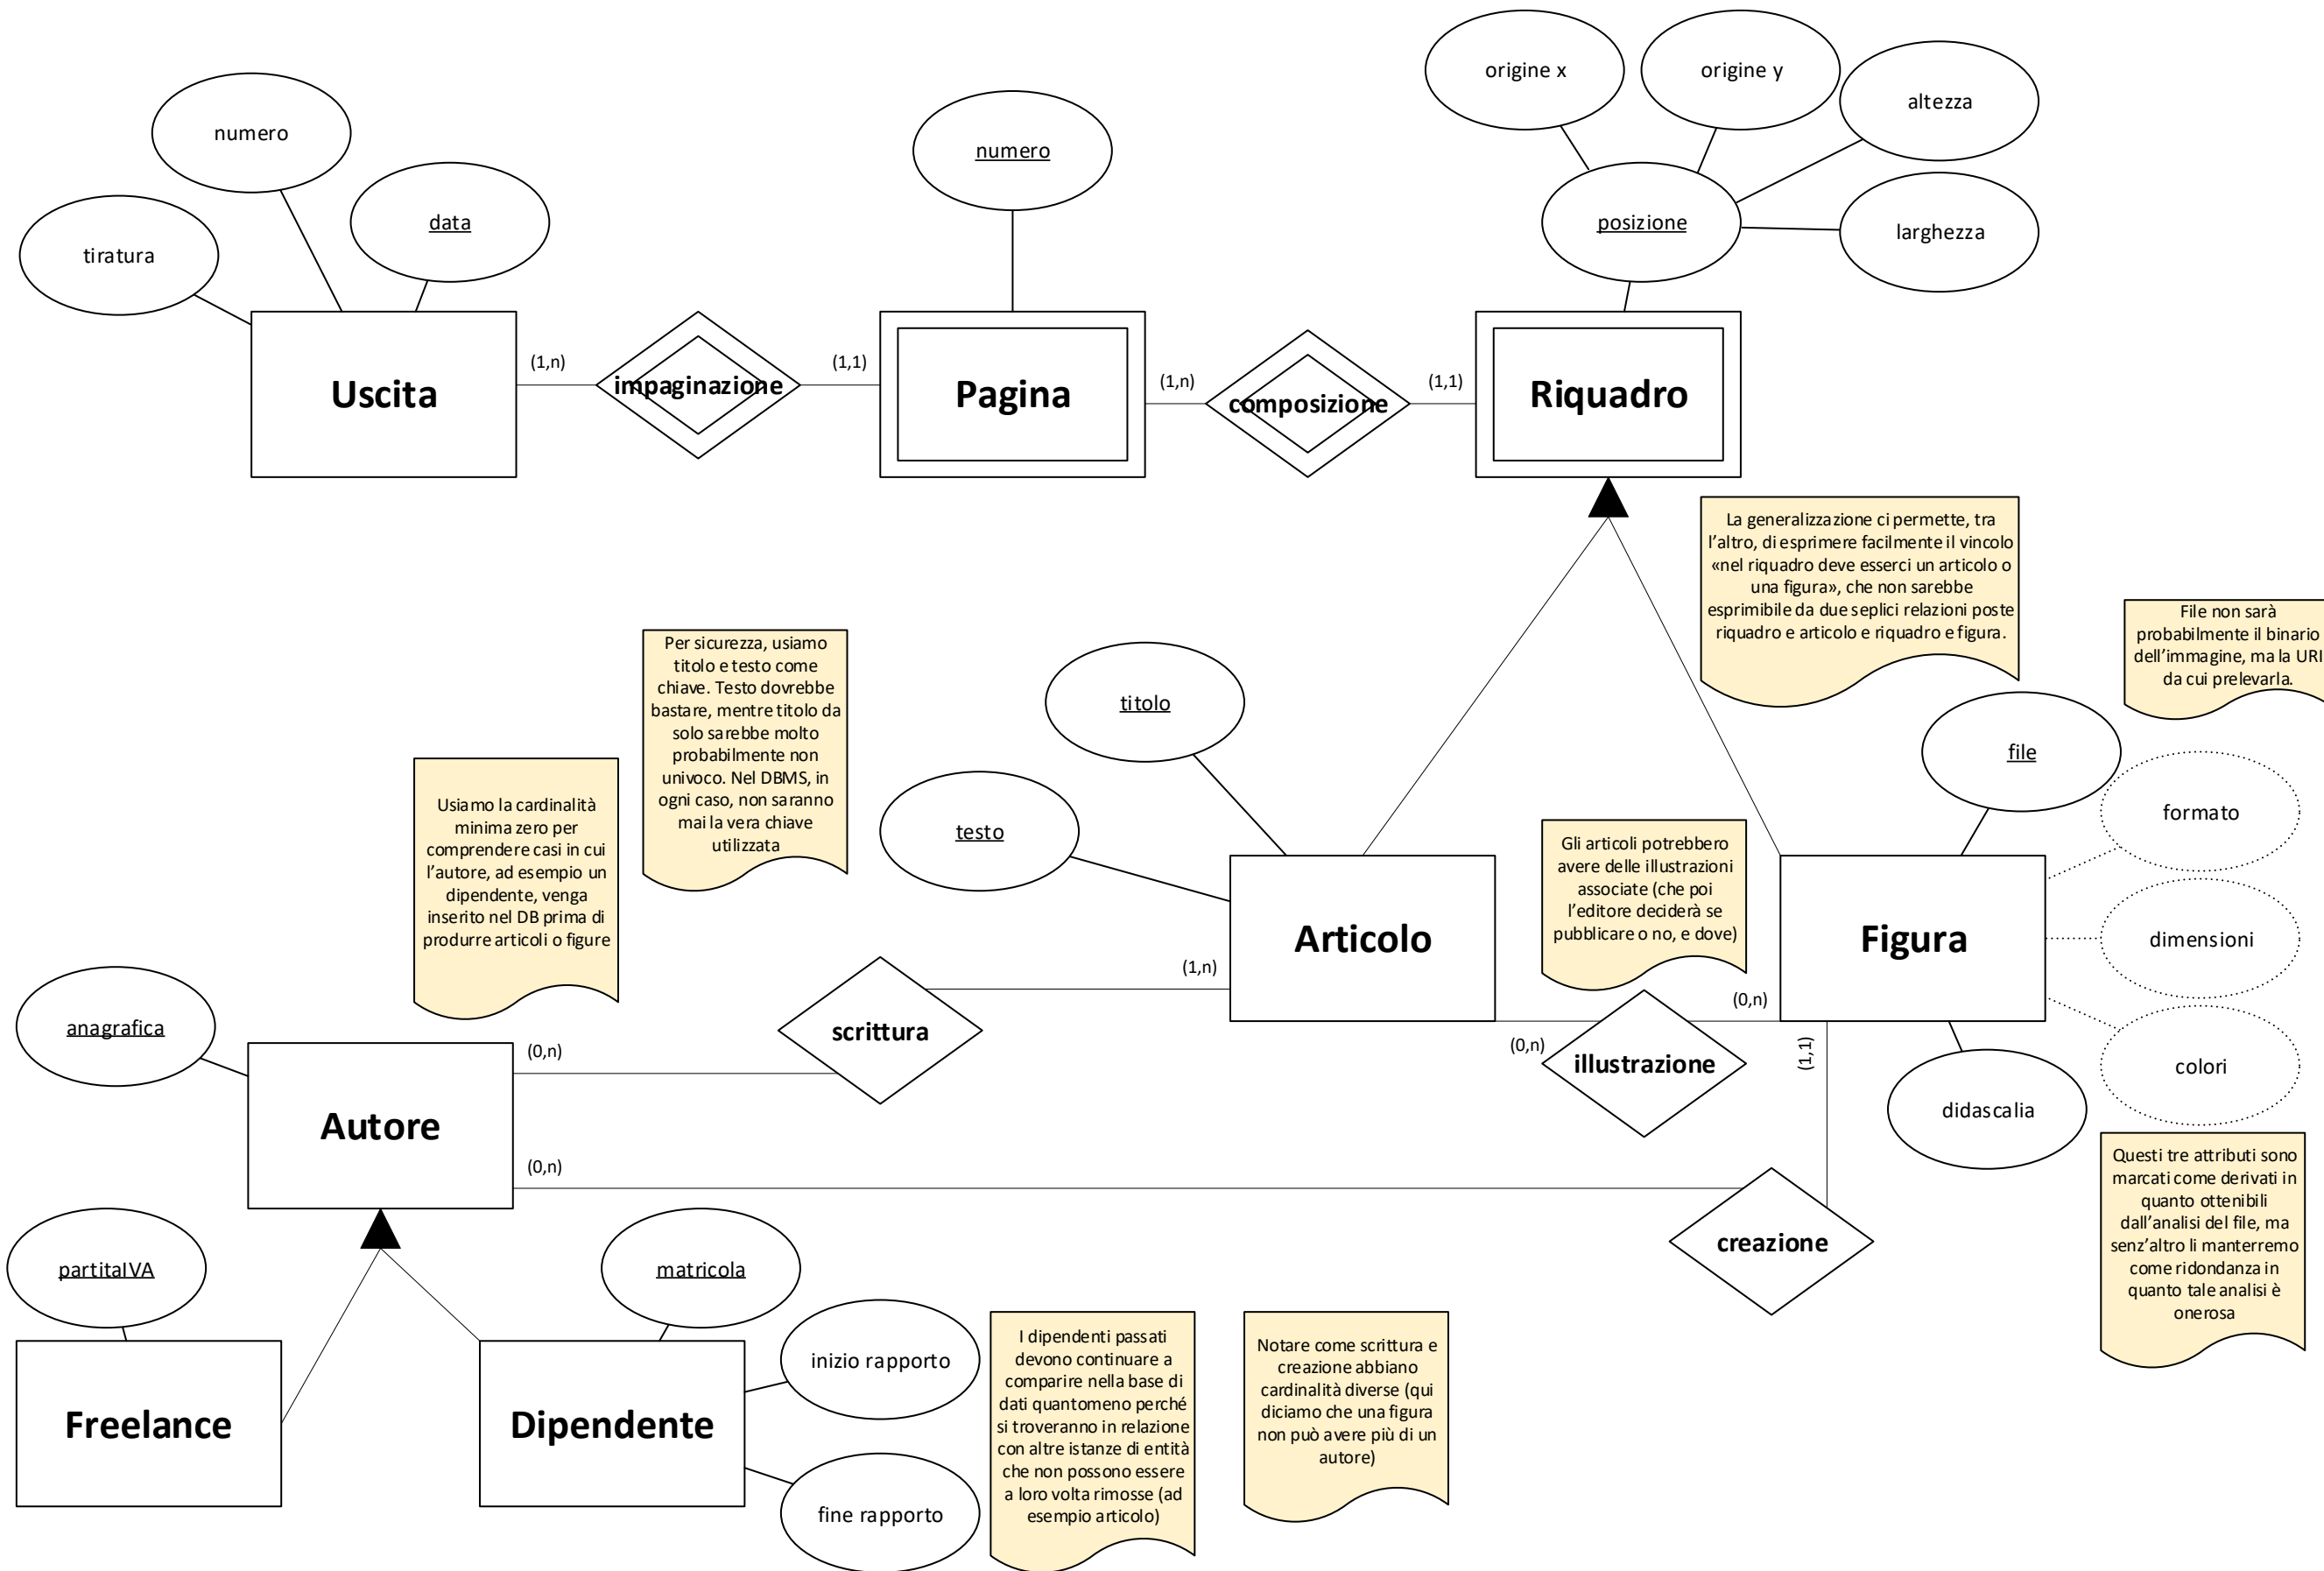 origine x
origine y
altezza
numero
numero
data
posizione
larghezza
tiratura
(1,n)
(1,1)
(1,n)
(1,1)
Uscita
impaginazione
Pagina
composizione
Riquadro
La generalizzazione ci permette, tra
l'altro, di esprimere facilmente il vincolo
«nel riquadro deve esserci un articolo o
una figura», che non sarebbe
esprimibile da due seplici relazioni poste
riquadro e articolo e riquadro e figura.
File non sarà
probabilmente il binario
dell'immagine, ma la URI
da cui prelevarla.
Per sicurezza, usiamo
titolo e testo come
chiave. Testo dovrebbe
bastare, mentre titolo da
solo sarebbe molto
probabilmente non
univoco. Nel DBMS, in
ogni caso, non saranno
mai la vera chiave
utilizzata
titolo
file
Usiamo la cardinalità
minima zero per
comprendere casi in cui
l'autore, ad esempio un
dipendente, venga
inserito nel DB prima di
produrre articoli o figure
testo
formato
Gli articoli potrebbero
avere delle illustrazioni
associate (che poi
l'editore deciderà se
pubblicare o no, e dove)
Articolo
Figura
dimensioni
(1,n)
(0,n)
anagrafica
scrittura
(0,n)
(0,n)
illustrazione
(1,1)
colori
didascalia
Autore
(0,n)
Questi tre attributi sono
marcati come derivati in
quanto ottenibili
dall'analisi del file, ma
senz'altro li manterremo
come ridondanza in
quanto tale analisi è
onerosa
creazione
partitaIVA
matricola
inizio rapporto
I dipendenti passati
devono continuare a
comparire nella base di
dati quantomeno perché
si troveranno in relazione
con altre istanze di entità
che non possono essere
a loro volta rimosse (ad
esempio articolo)
Notare come scrittura e
creazione abbiano
cardinalità diverse (qui
diciamo che una figura
non può avere più di un
autore)
Freelance
Dipendente
fine rapporto